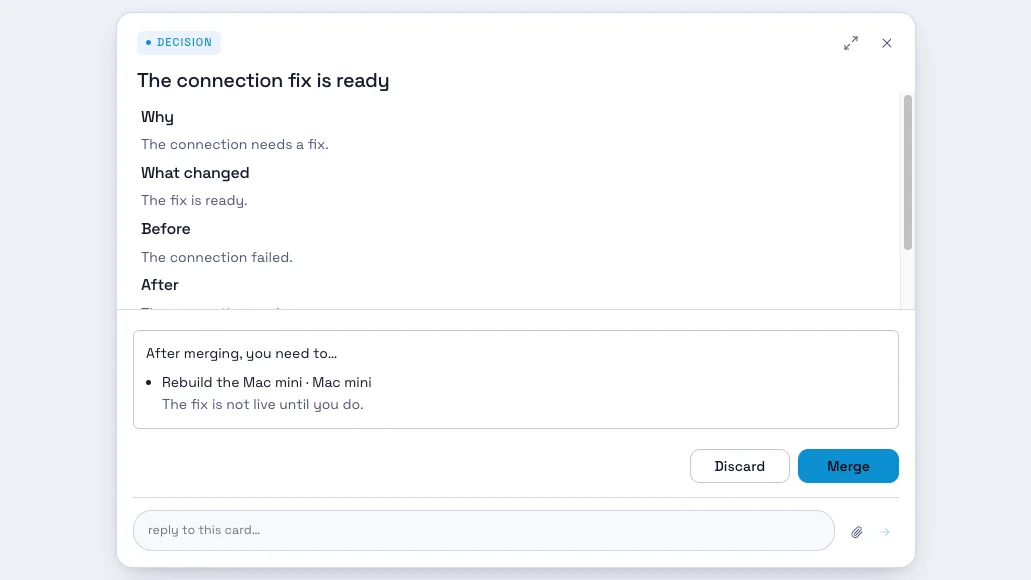 DECISION
The connection fix is ready
Why
The connection needs a fix.
What changed
The fix is ready.
Before
The connection failed.
After
After merging, you need to…
Rebuild the Mac mini · Mac mini
The fix is not live until you do.
Discard
Merge
reply to this card…